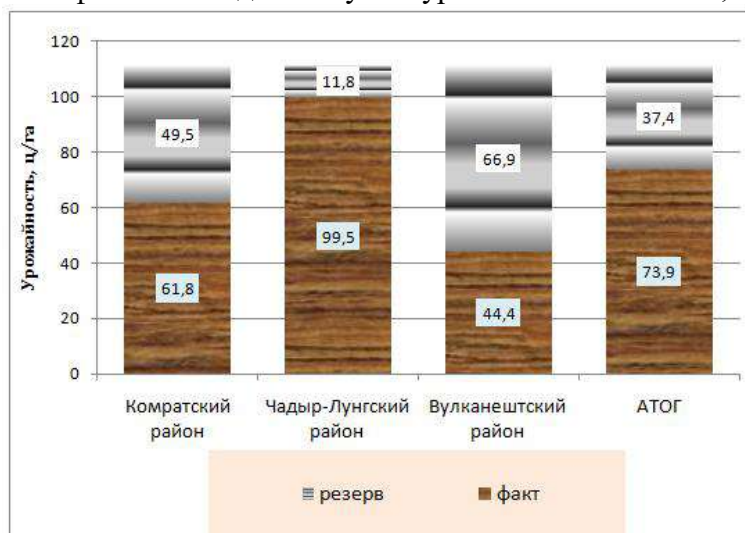 Урожайность, ц/га
120
100
80
60
40
20
0
49,5
11,8
66,9
37,4
61,8
99,5
44,4
73,9
Комратский район
Чадыр-Лунгский район
Вулканештский район
АТОГ
резерв
факт